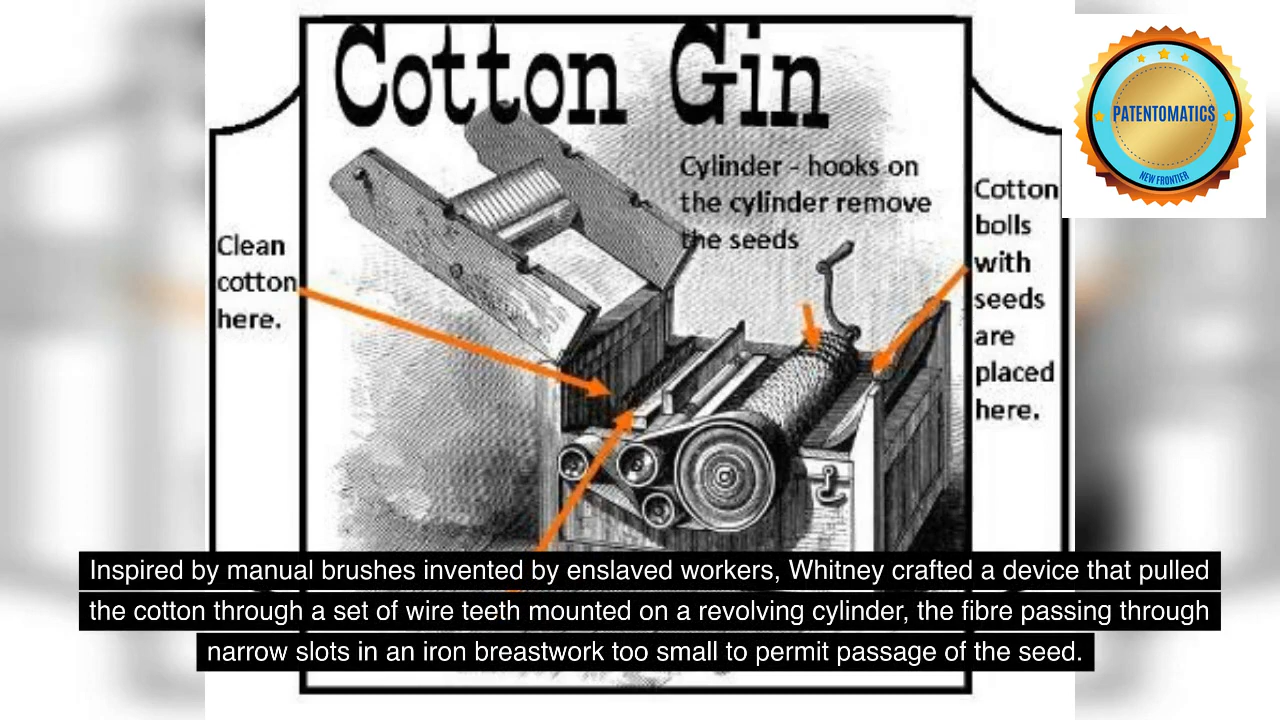 Cotton Gin
Cylinder - hooks on
the cylinder remove
the seeds
Clean
cotton
here.
Cotton
bolls
with
seeds
are
placed
here.
PATENTOMATICS
NEW FRONTIER
Inspired by manual brushes invented by enslaved workers, Whitney crafted a device that pulled
the cotton through a set of wire teeth mounted on a revolving cylinder, the fibre passing through
narrow slots in an iron breastwork too small to permit passage of the seed.